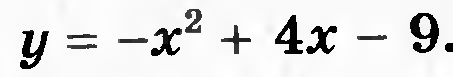 y = −x² + 4x − 9.